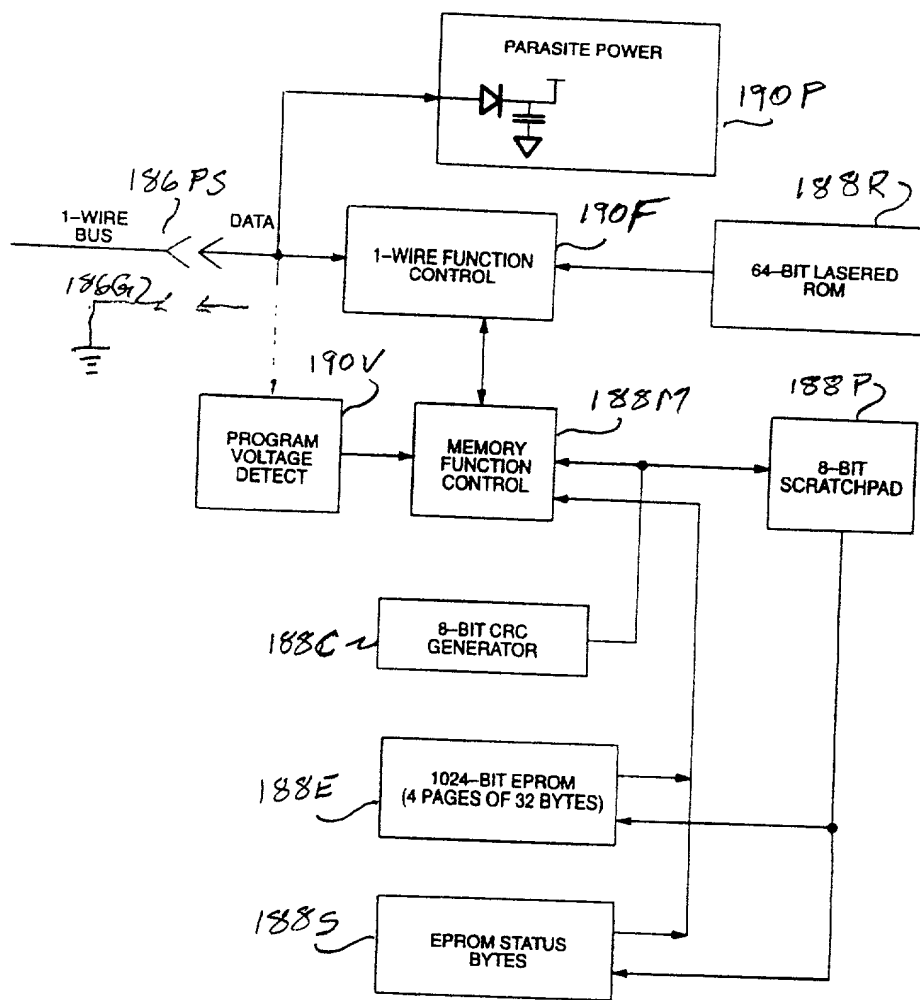 PARASITE POWER
190P
186PS
188R
1-WIRE
BUS
DATA
190F
1-WIRE FUNCTION
CONTROL
64-BIT LASERED
ROM
186G2
190V
188M
188P
PROGRAM
VOLTAGE
DETECT
MEMORY
FUNCTION
CONTROL
8-BIT
SCRATCHPAD
188C
8-BIT CRC
GENERATOR
188E
1024-BIT EPROM
(4 PAGES OF 32 BYTES)
188S
EPROM STATUS
BYTES